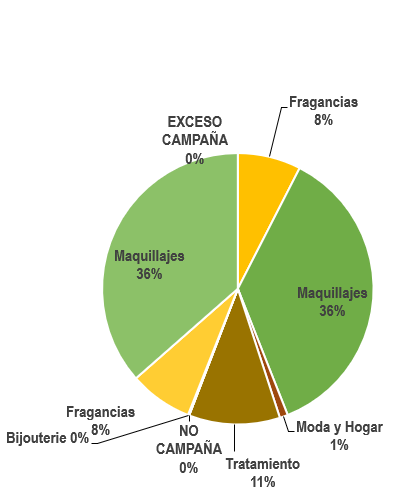 Fragancias
8%
EXCESO
CAMPAÑA
0%
Maquillajes
36%
Maquillajes
36%
Fragancias
8%
Bijouterie 0%
NO
CAMPAÑA
0%
Moda y Hogar
1%
Tratamiento
11%